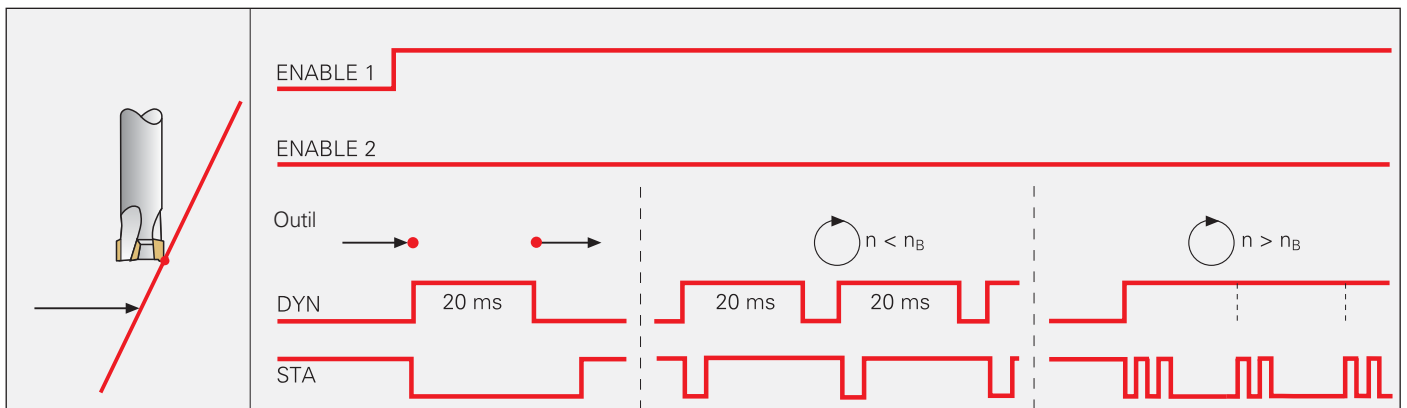 ENABLE 1
ENABLE 2
Outil
n < nB
n > nB
DYN
20 ms
20 ms
20 ms
STA